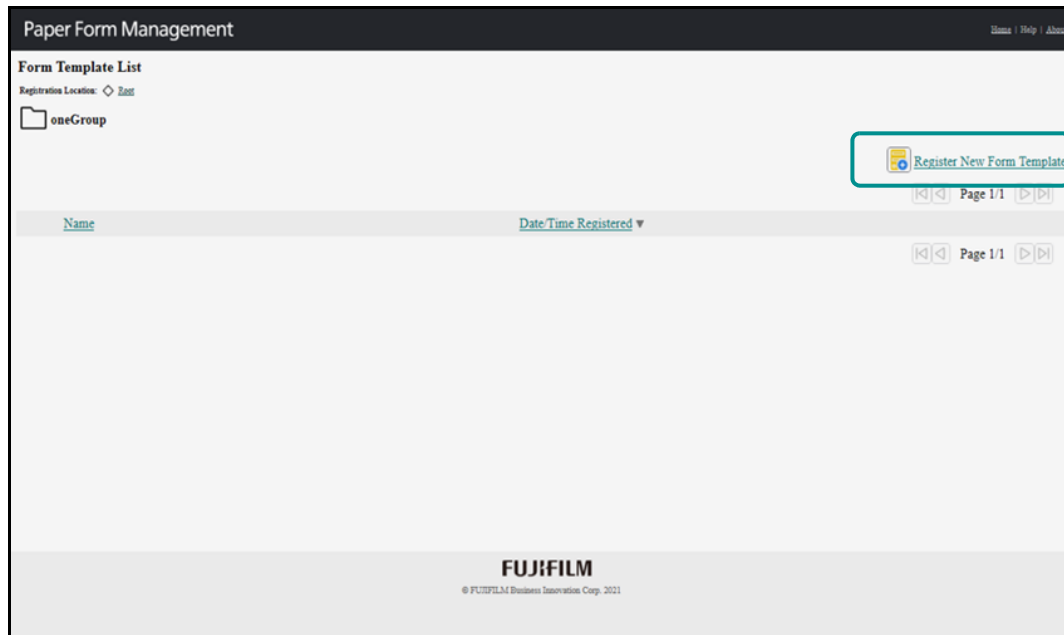 Paper Form Management
Home | Help | Abou
Form Template List
Registration Location: Root
oneGroup
Register New Form Template
Page 1/1
Name Date/Time Registered ▼
Page 1/1
FUJIFILM
© FUJIFILM Business Innovation Corp. 2021